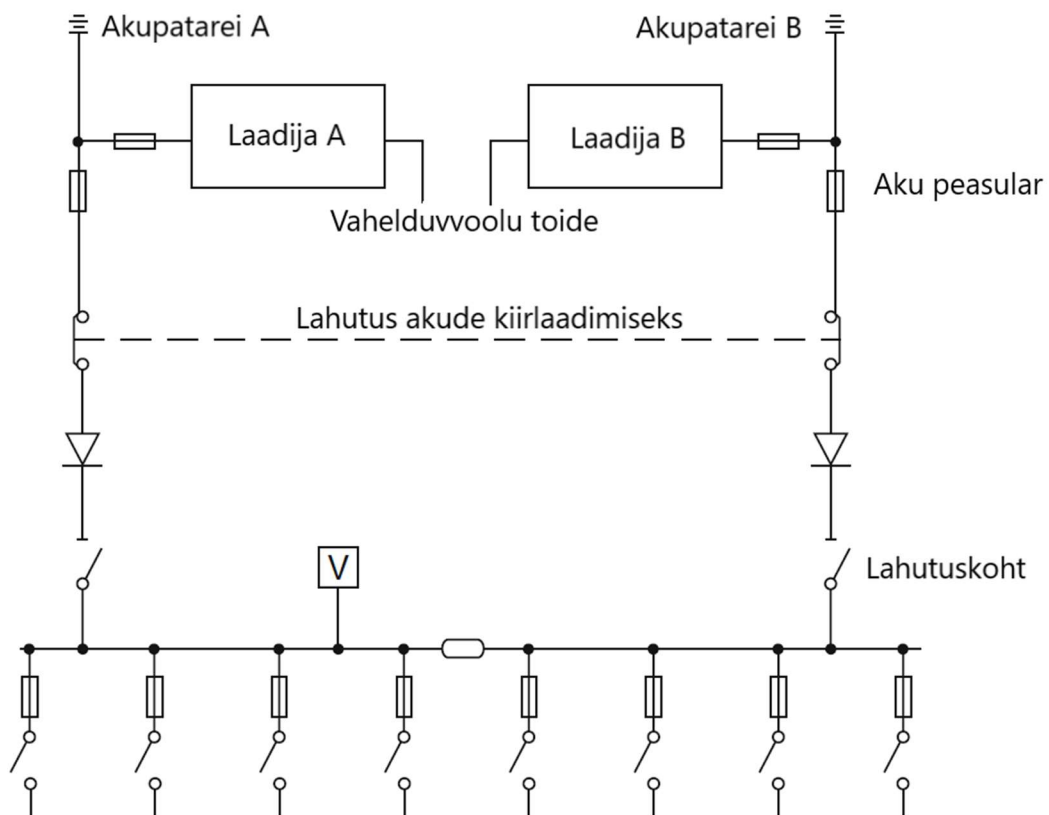 Akupatarei A
Akupatarei B
Laadija A
Laadija B
Aku peasular
Vahelduvvoolu toide
Lahutus akude kiirlaadimiseks
V
Lahutuskoht